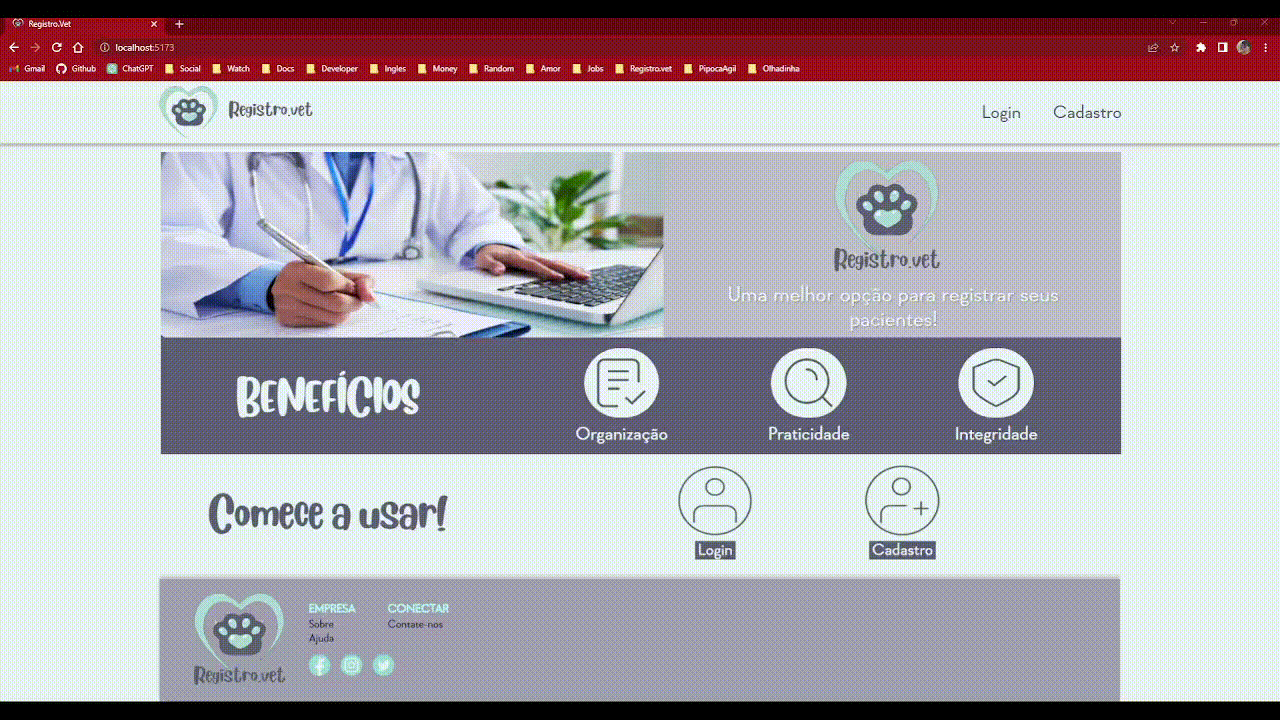 Registro.Vet
localhost:5173
Gmail Github ChatGPT Social Watch Docs Developer Ingles Money Random Amor Jobs Registro.vet PipocaAgil Olhadinha
Registro.vet Login Cadastro
Registro.vet
Uma melhor opção para registrar seus
pacientes!
BENEFÍCIOS
Organização Praticidade Integridade
Comece a usar!
Login Cadastro
EMPRESA CONECTAR
Sobre Contate-nos
Ajuda
Registro.vet